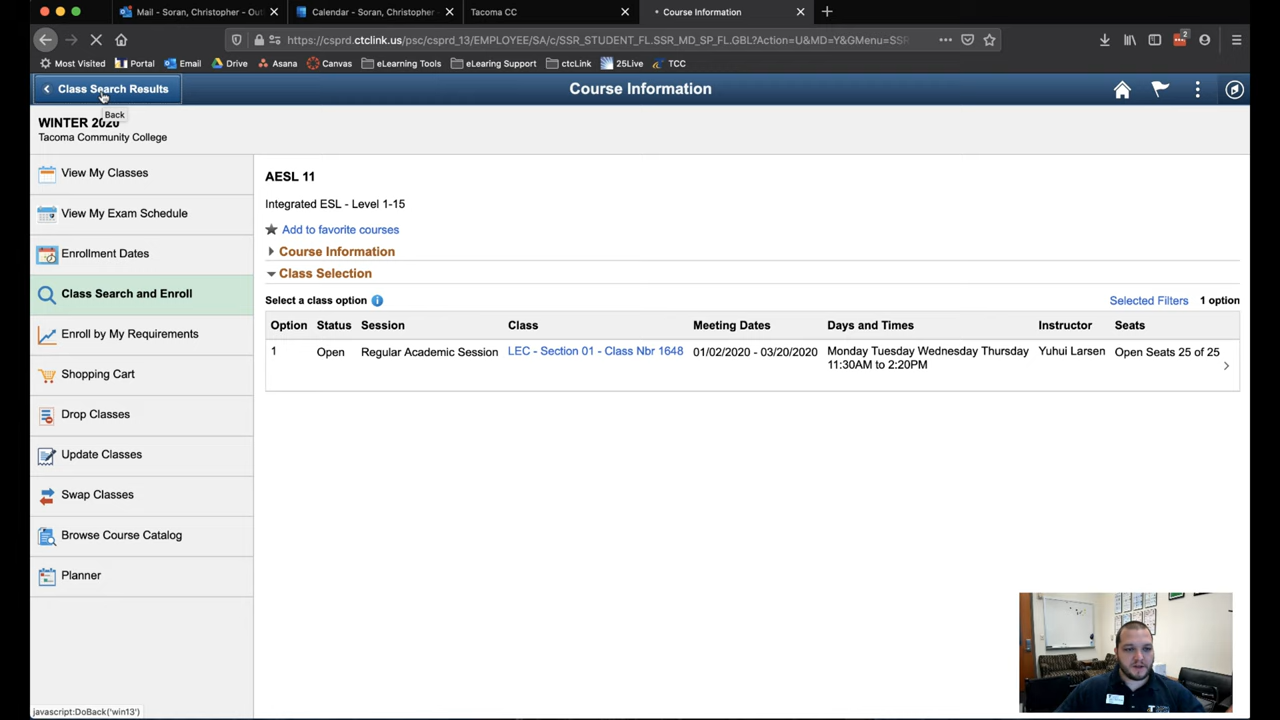 Mail - Soran, Christopher - Out
Calendar - Soran, Christopher -
Tacoma CC
Course Information
https://csprd.ctclink.us/psc/csprd_13/EMPLOYEE/SA/c/SSR_STUDENT_FL.SSR_MD_SP_FL.GBL?Action=U&MD=Y&GMenu=SSR
2
Most Visited
Portal
Email
Drive
Asana
Canvas
eLearning Tools
eLearing Support
ctcLink
25Live
TCC
Class Search Results
Course Information
Back
WINTER 2020
Tacoma Community College
View My Classes
View My Exam Schedule
Enrollment Dates
Class Search and Enroll
Enroll by My Requirements
Shopping Cart
Drop Classes
Update Classes
Swap Classes
Browse Course Catalog
Planner
AESL 11
Integrated ESL - Level 1-15
Add to favorite courses
Course Information
Class Selection
Select a class option
Selected Filters 1 option
Option Status Session Class Meeting Dates Days and Times Instructor Seats
1 Open Regular Academic Session LEC - Section 01 - Class Nbr 1648 01/02/2020 - 03/20/2020 Monday Tuesday Wednesday Thursday Yuhui Larsen Open Seats 25 of 25
11:30AM to 2:20PM
javascript:DoBack('win13')